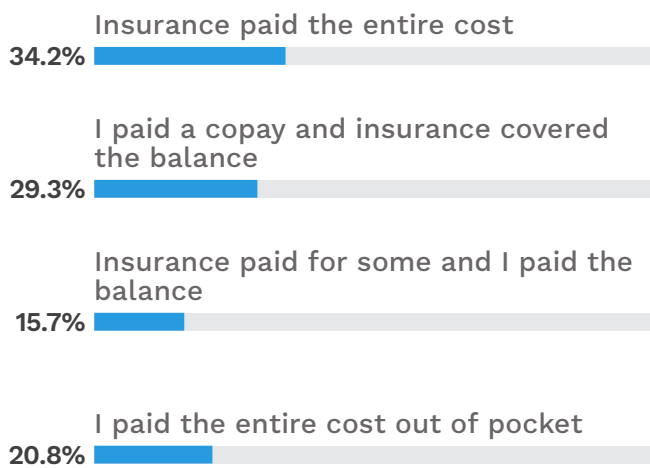 Insurance paid the entire cost
34.2%
I paid a copay and insurance covered
the balance
29.3%
Insurance paid for some and I paid the
balance
15.7%
I paid the entire cost out of pocket
20.8%